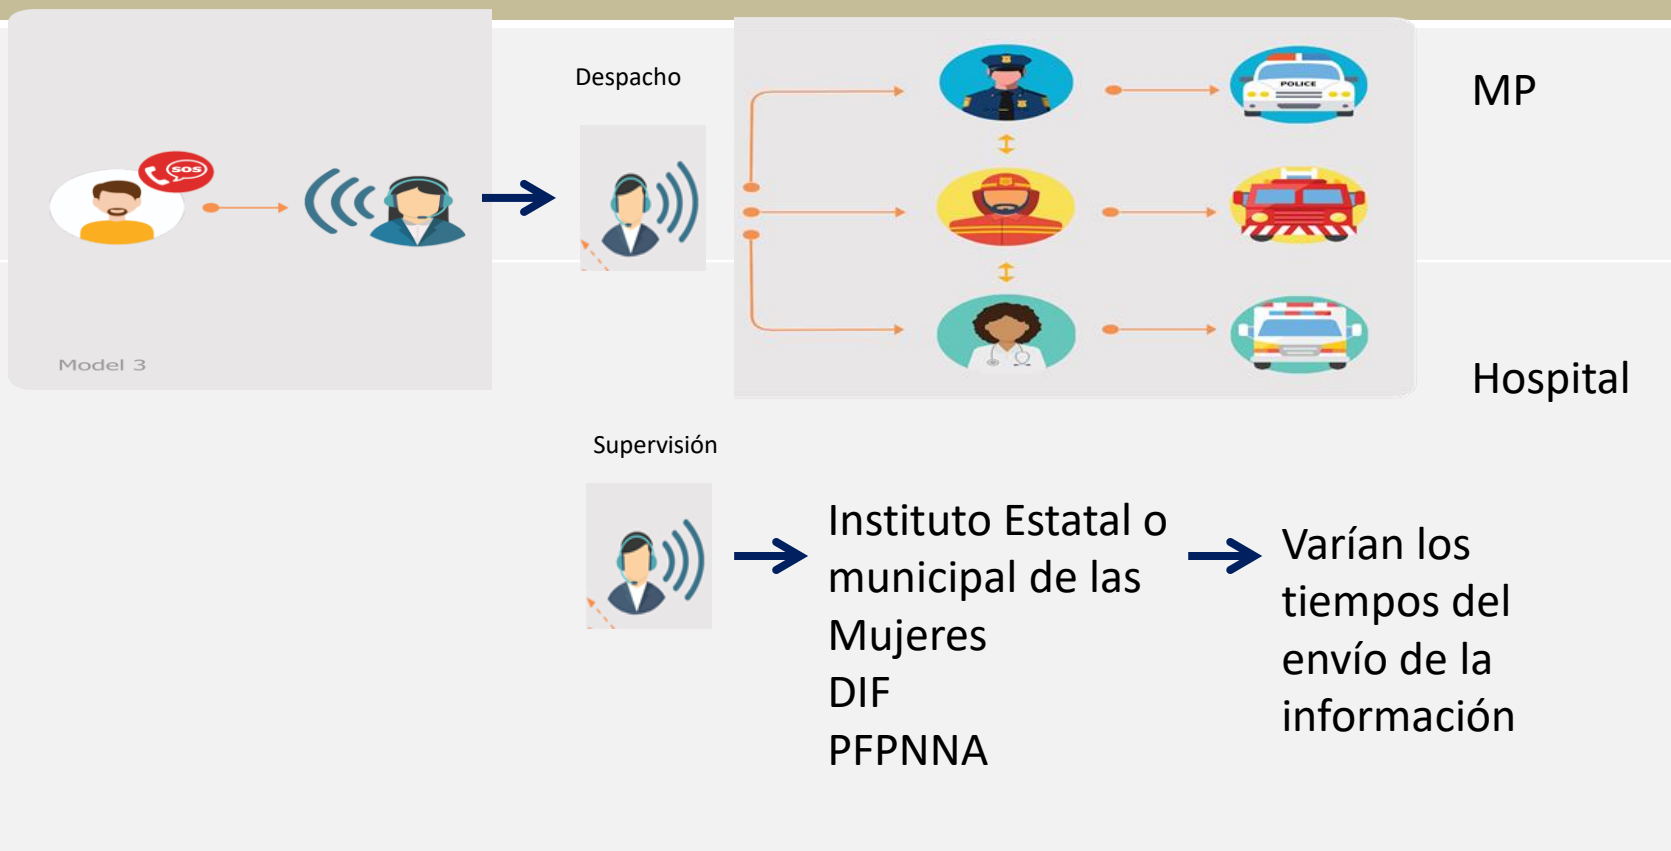 Despacho
MP
POLICE
SOS
Model 3
Hospital
Supervisión
Instituto Estatal o
municipal de las
Mujeres
DIF
PFPNNA
Varían los
tiempos del
envío de la
información